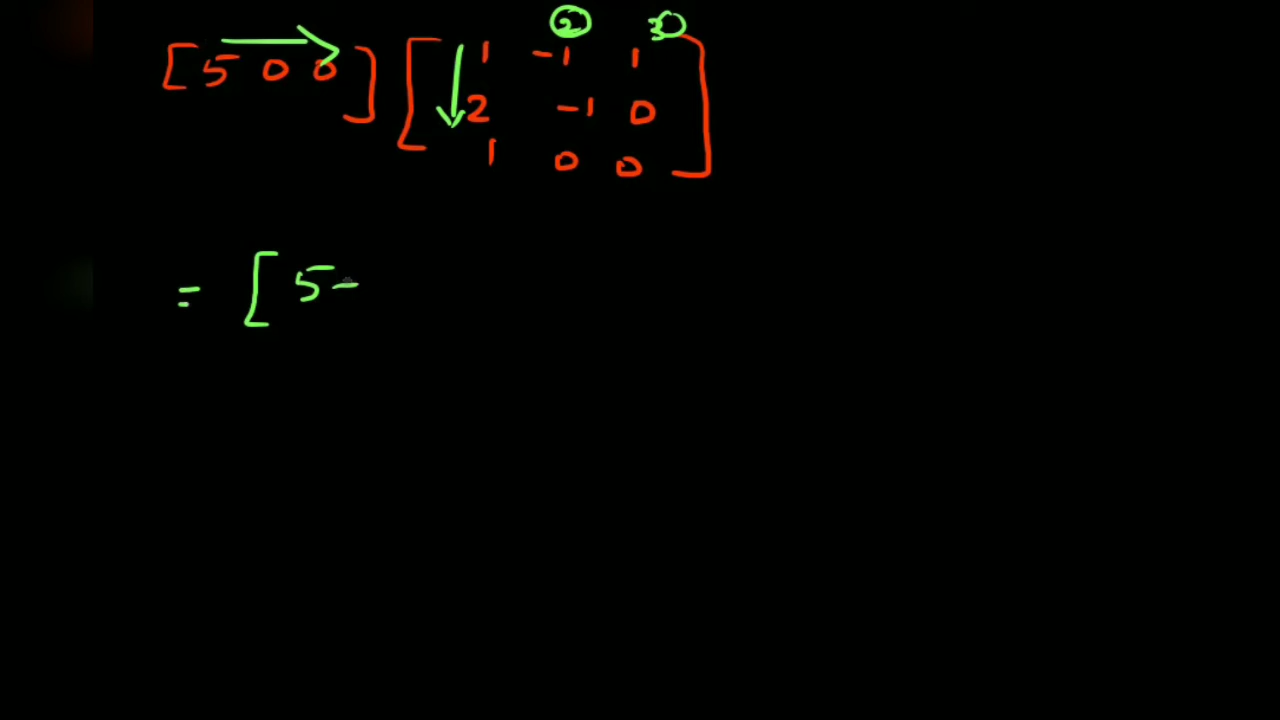 ② ③
[ 5 0 0 ] [ 1 -1 1
2 -1 0
1 0 0 ]
= [ 5 -